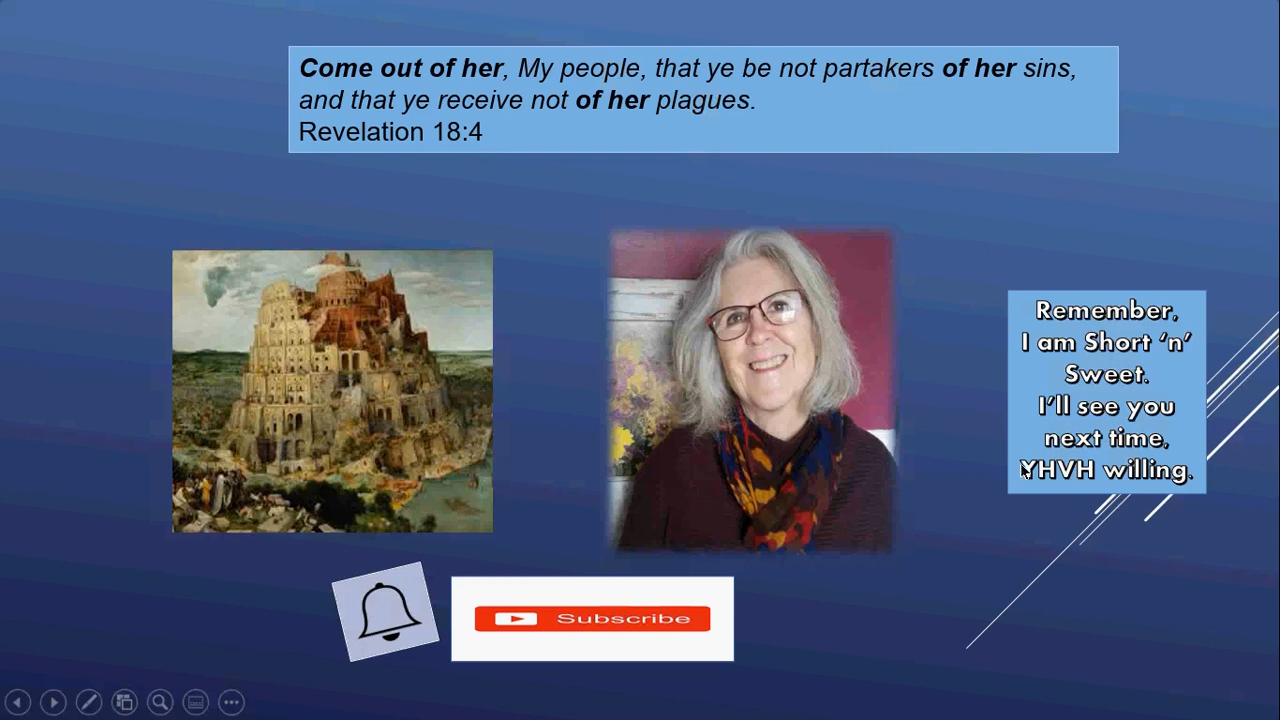 Come out of her, My people, that ye be not partakers of her sins,
and that ye receive not of her plagues.
Revelation 18:4
Remember,
I am Short ‘n’
Sweet.
I’ll see you
next time,
YHVH willing.
Subscribe